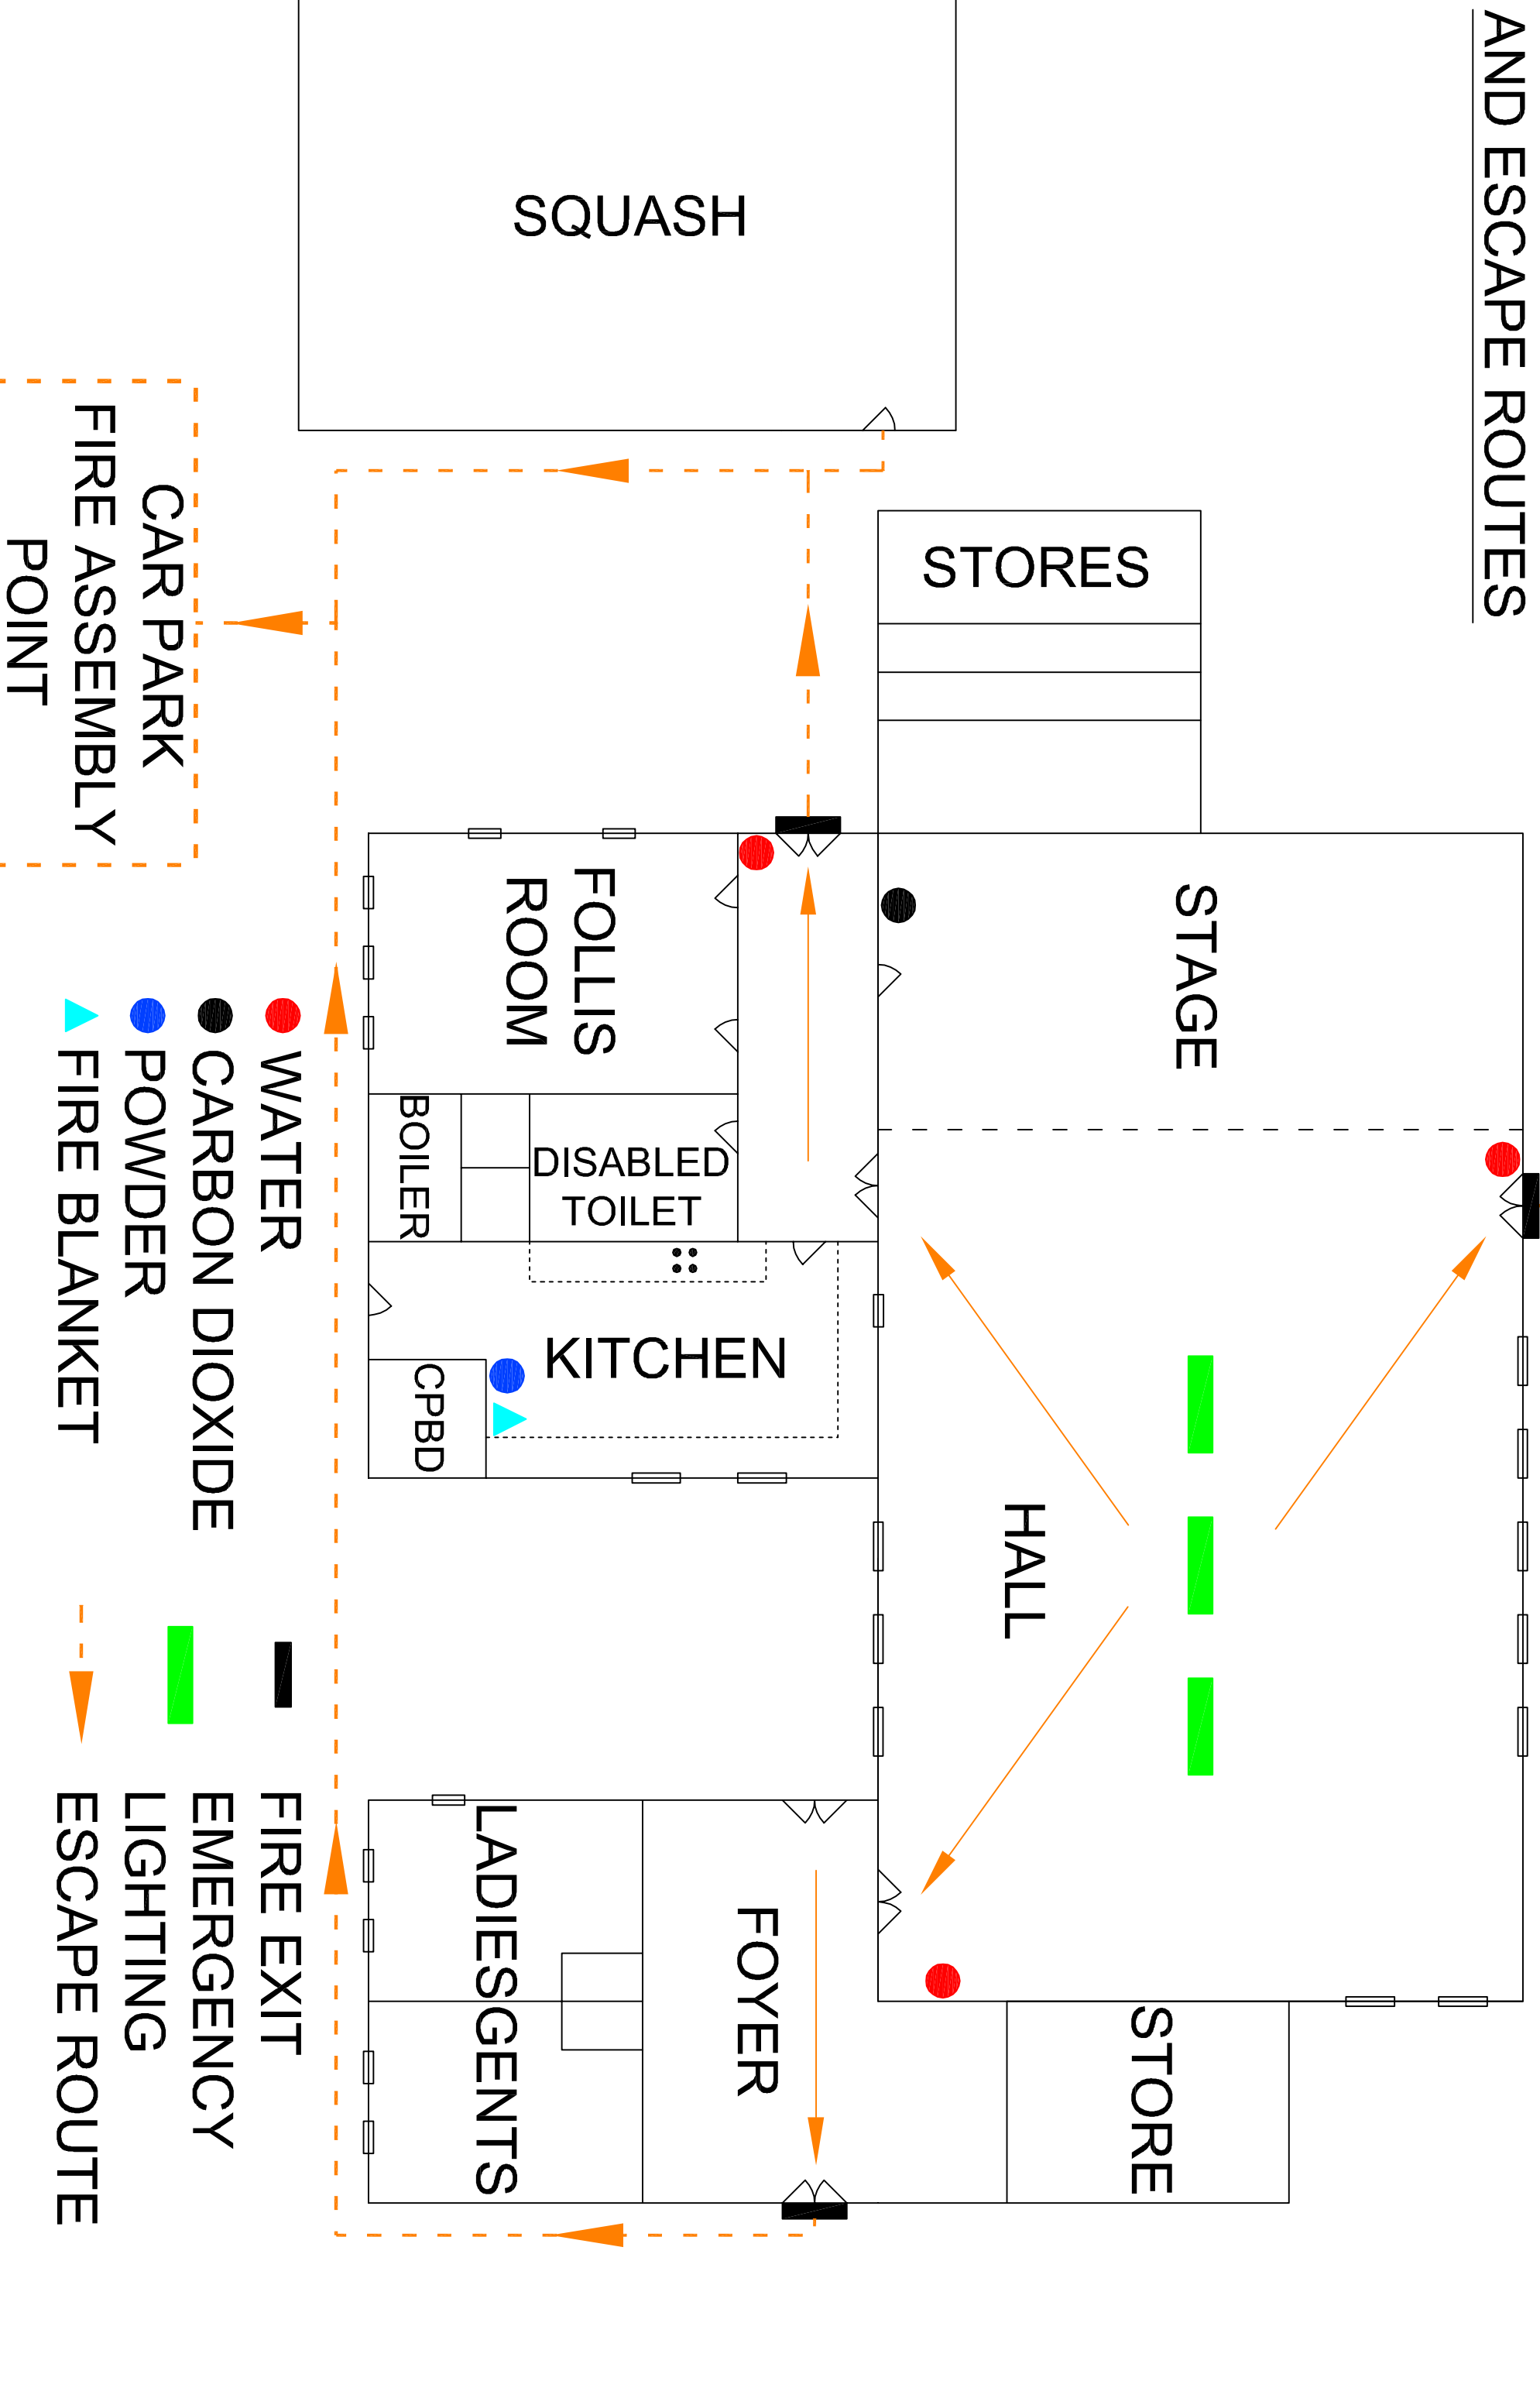 AND ESCAPE ROUTES
SQUASH
STORES
STAGE
FOLLIS
ROOM
BOILER
DISABLED
TOILET
KITCHEN
CPBD
HALL
FOYER
LADIES
GENTS
STORE
CAR PARK
FIRE ASSEMBLY
POINT
WATER
CARBON DIOXIDE
POWDER
FIRE BLANKET
FIRE EXIT
EMERGENCY
LIGHTING
ESCAPE ROUTE